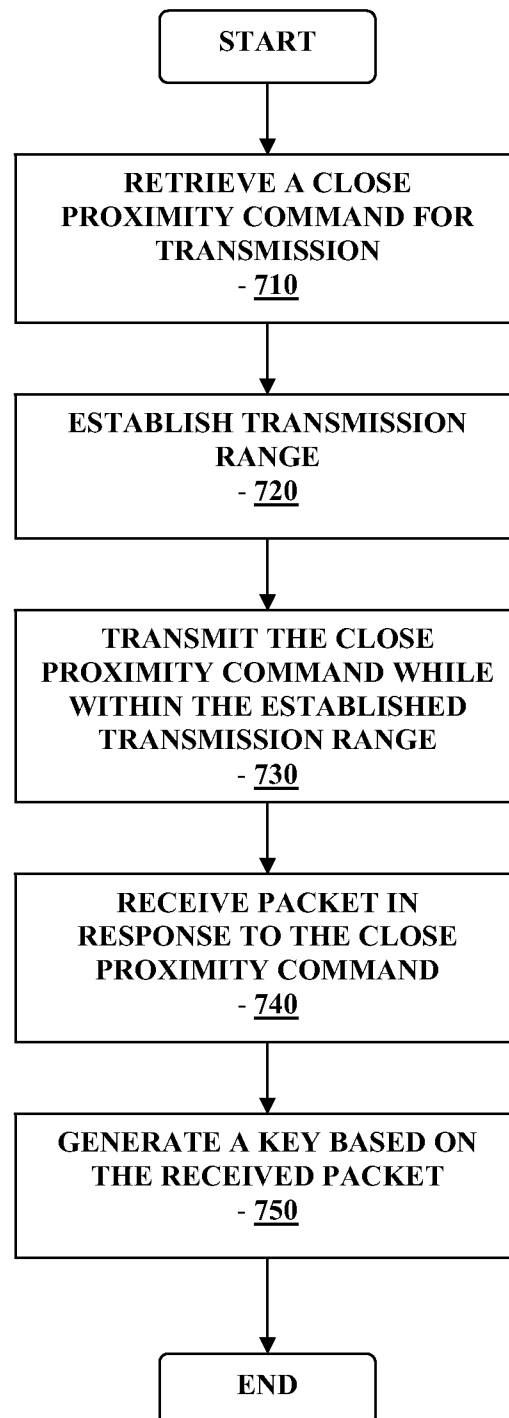 START
RETRIEVE A CLOSE
PROXIMITY COMMAND FOR
TRANSMISSION
- 710
ESTABLISH TRANSMISSION
RANGE
- 720
TRANSMIT THE CLOSE
PROXIMITY COMMAND WHILE
WITHIN THE ESTABLISHED
TRANSMISSION RANGE
- 730
RECEIVE PACKET IN
RESPONSE TO THE CLOSE
PROXIMITY COMMAND
- 740
GENERATE A KEY BASED ON
THE RECEIVED PACKET
- 750
END